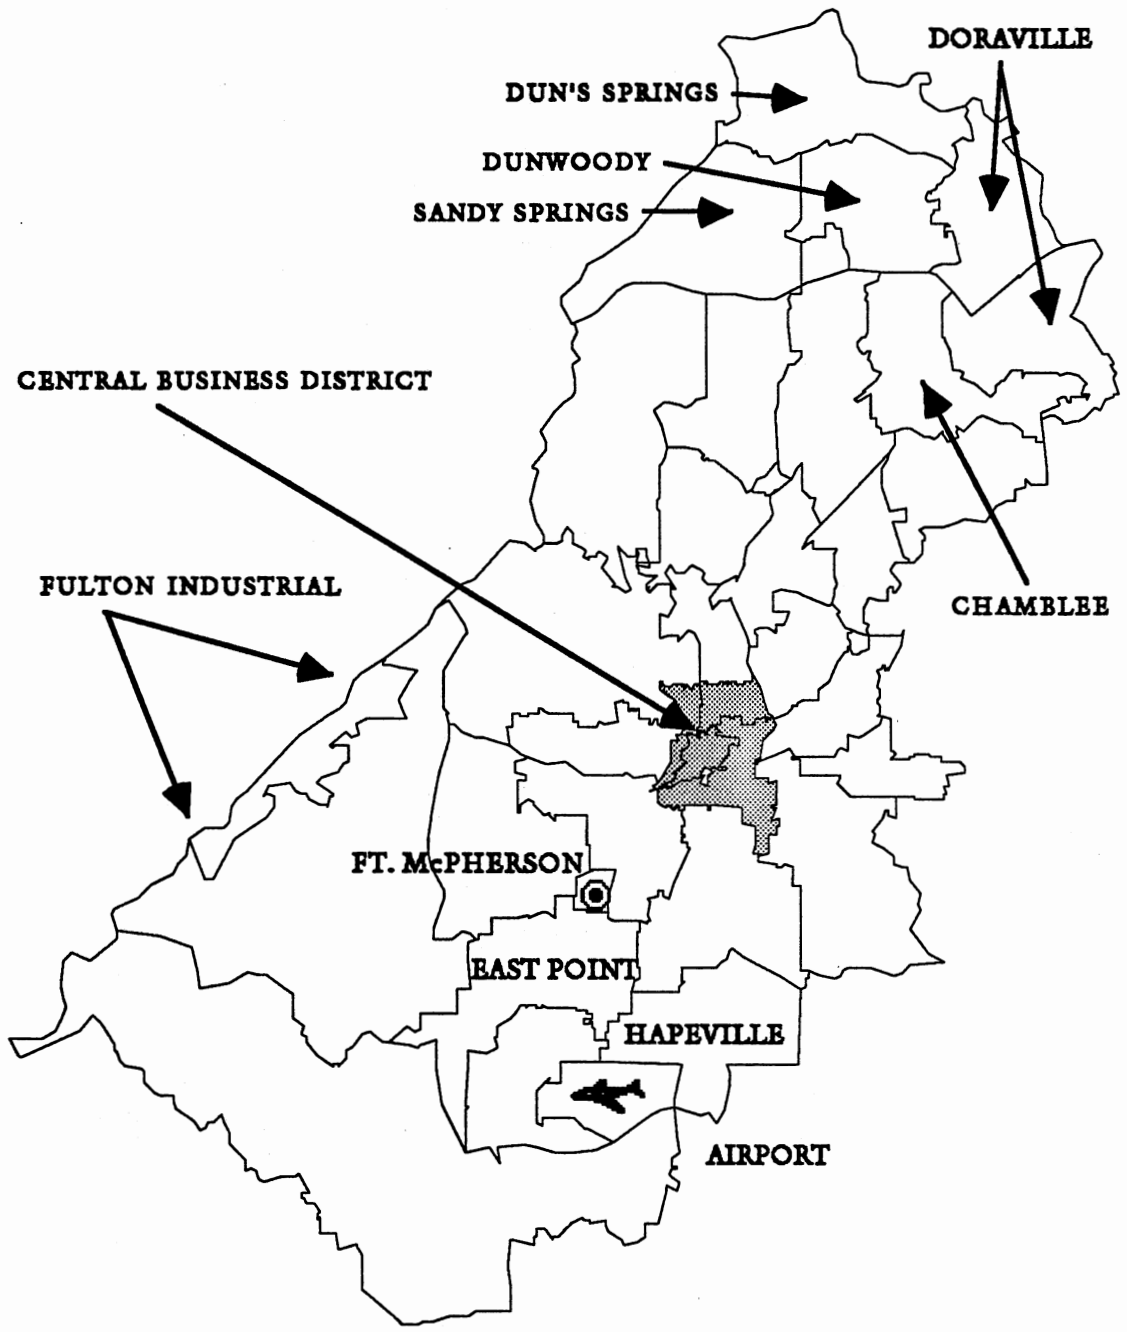 DORAVILLE
DUN'S SPRINGS
DUNWOODY
SANDY SPRINGS
CENTRAL BUSINESS DISTRICT
FULTON INDUSTRIAL
CHAMBLEE
FT. McPHERSON
EAST POINT
HAPEVILLE
AIRPORT